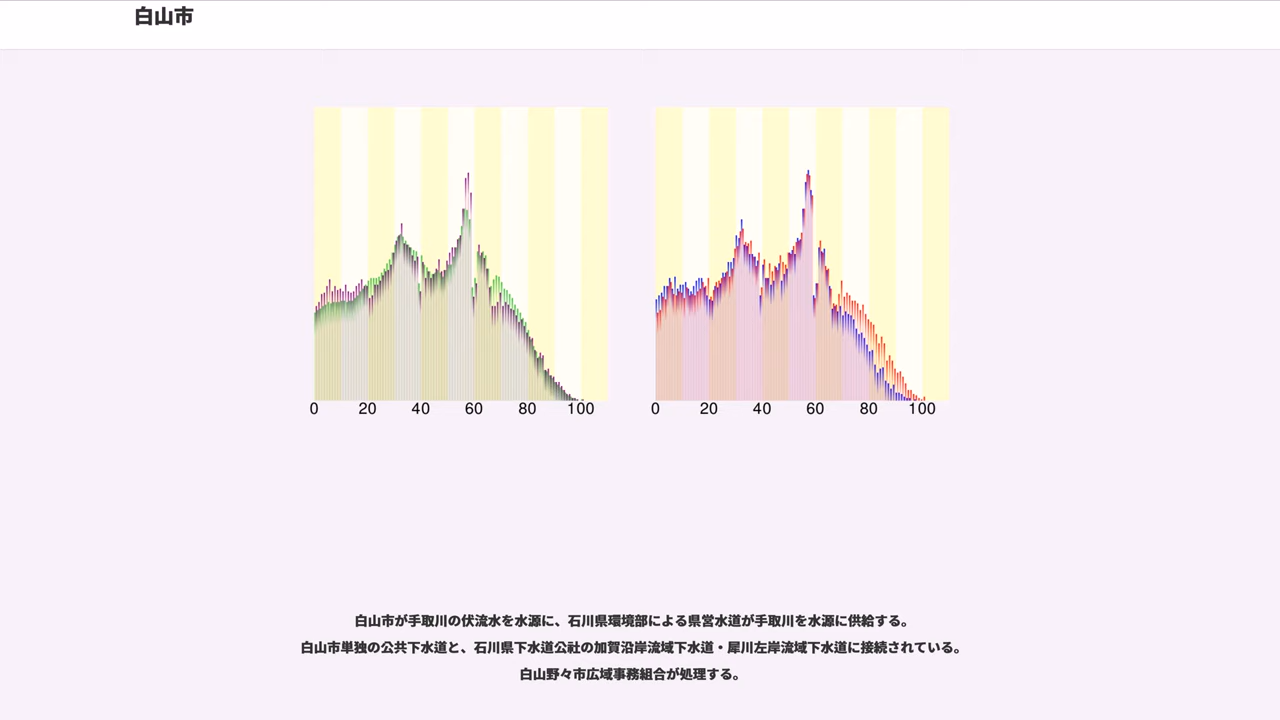 白山市
0 20 40 60 80 100
0 20 40 60 80 100
白山市が手取川の伏流水を水源に、石川県環境部による県営水道が手取川を水源に供給する。
白山市単独の公共下水道と、石川県下水道公社の加賀沿岸流域下水道・犀川左岸流域下水道に接続されている。
白山野々市広域事務組合が処理する。